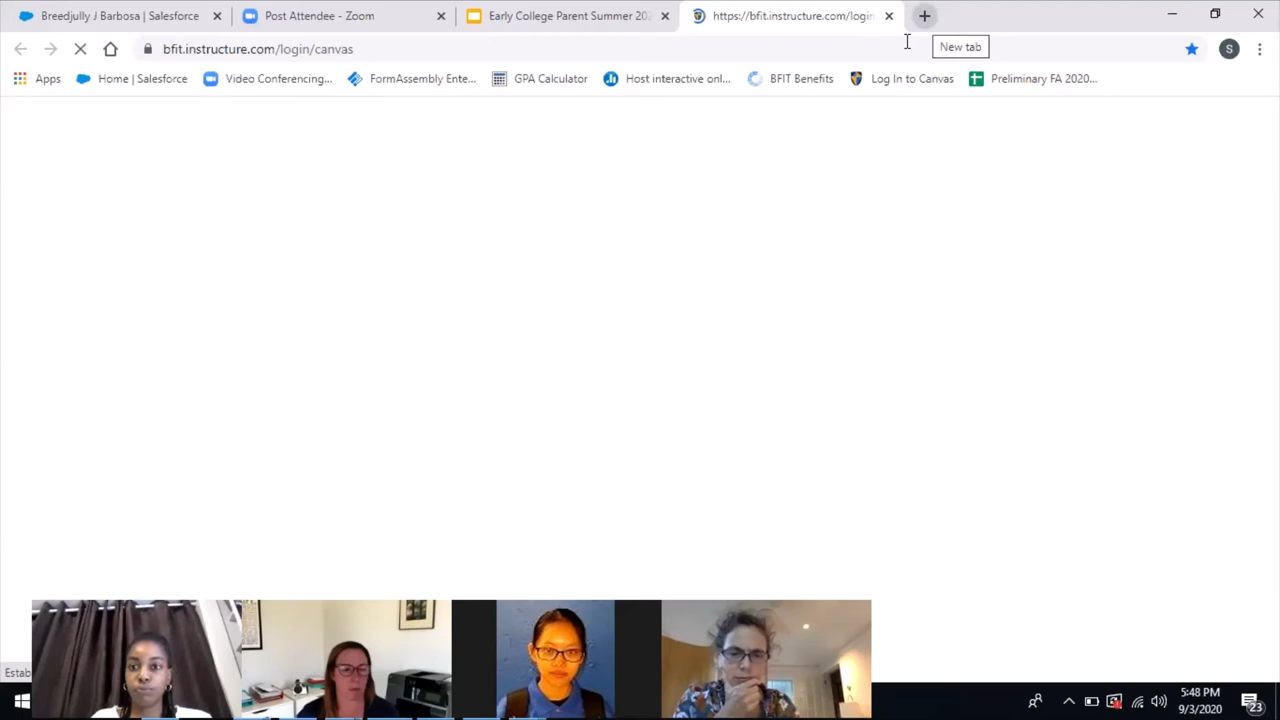 Breedjully J Barbosa | Salesforce
Post Attendee - Zoom
Early College Parent Summer 202
https://bfit.instructure.com/login
bfit.instructure.com/login/canvas
New tab
S
Apps
Home | Salesforce
Video Conferencing...
FormAssembly Ente...
GPA Calculator
Host interactive onl...
BFIT Benefits
Log In to Canvas
Preliminary FA 2020...
Estab
5:48 PM
9/3/2020
23